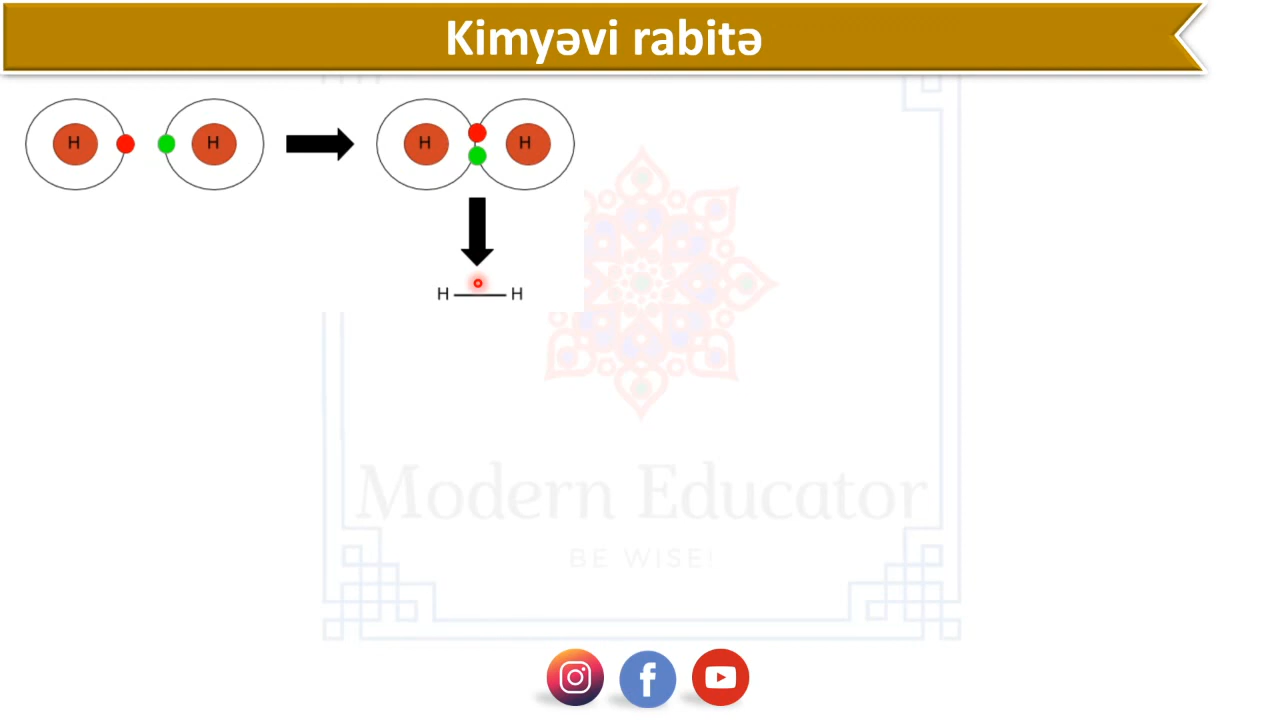 Kimyəvi rabitə
H H H H
H H
Modern Educator
BE WISE!